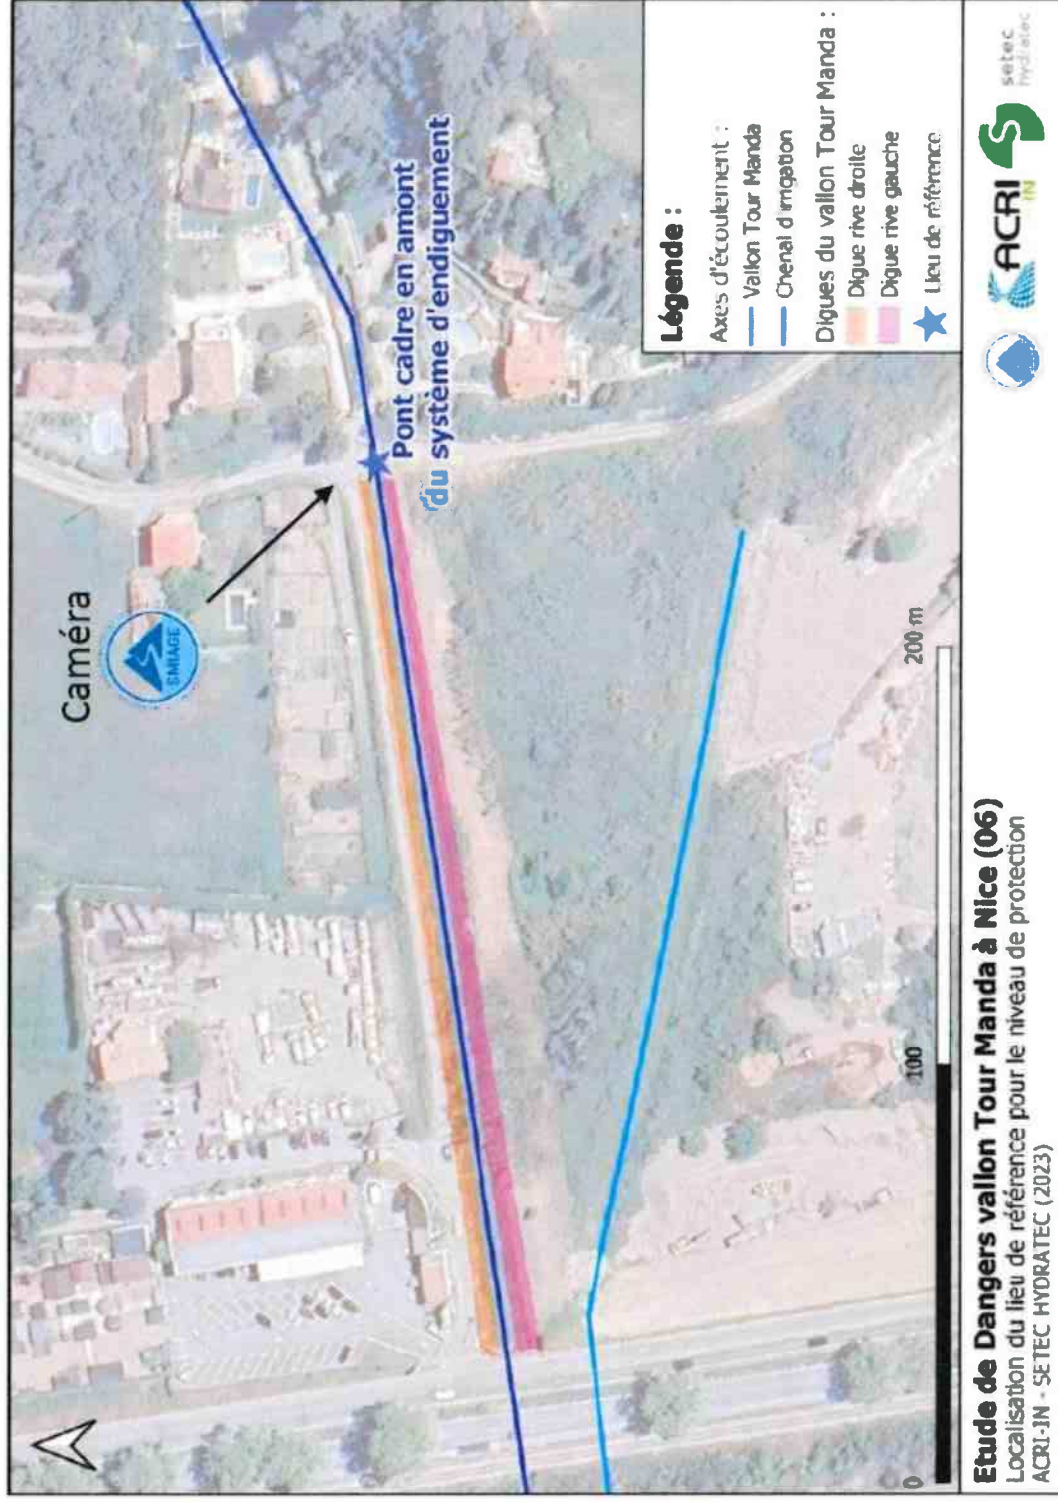 Caméra
SMIAGE
Pont cadre en amont
du système d'endiguement
Légende :
Axes d'écoulement :
Vallon Tour Manda
Chenal d'irrigation
Digues du vallon Tour Manda :
Digue rive droite
Digue rive gauche
Lieu de référence
0
100
200 m
Etude de Dangers vallon Tour Manda à Nice (06)
Localisation du lieu de référence pour le niveau de protection
ACRI-IN - SETEC HYDRATEC (2023)
ACRI
IN
setec
hydratec